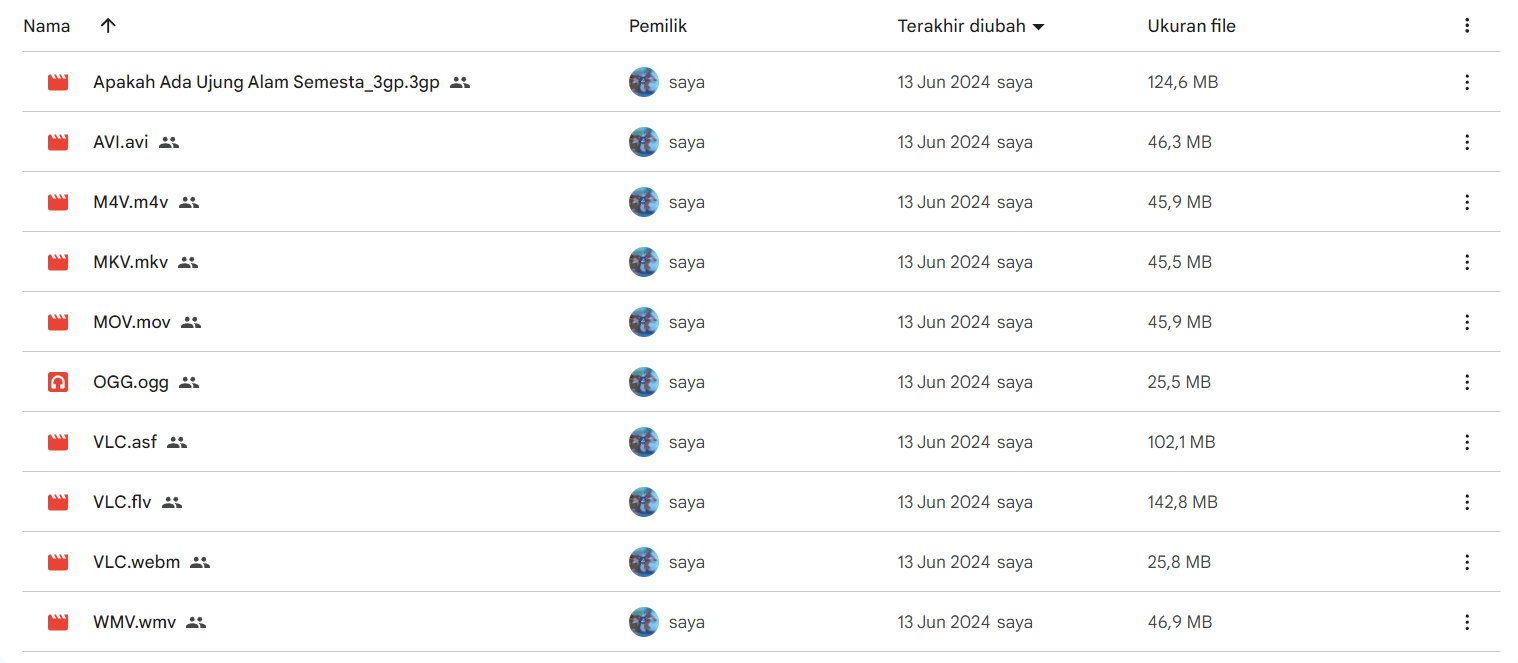 Nama Pemilik Terakhir diubah Ukuran file
Apakah Ada Ujung Alam Semesta_3gp.3gp saya 13 Jun 2024 saya 124,6 MB
AVI.avi saya 13 Jun 2024 saya 46,3 MB
M4V.m4v saya 13 Jun 2024 saya 45,9 MB
MKV.mkv saya 13 Jun 2024 saya 45,5 MB
MOV.mov saya 13 Jun 2024 saya 45,9 MB
OGG.ogg saya 13 Jun 2024 saya 25,5 MB
VLC.asf saya 13 Jun 2024 saya 102,1 MB
VLC.flv saya 13 Jun 2024 saya 142,8 MB
VLC.webm saya 13 Jun 2024 saya 25,8 MB
WMV.wmv saya 13 Jun 2024 saya 46,9 MB